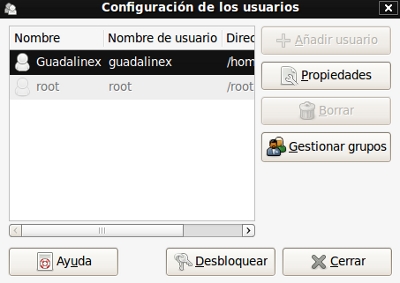 Configuración de los usuarios
Nombre Nombre de usuario Direc
Guadalinex guadalinex /hom
root root /root
Añadir usuario
Propiedades
Borrar
Gestionar grupos
Ayuda Desbloquear Cerrar